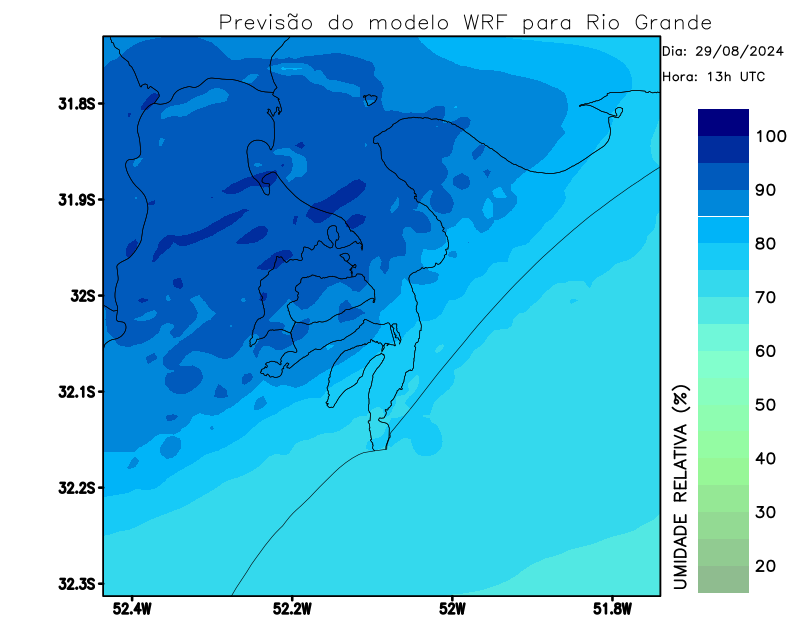 Previsão do modelo WRF para Rio Grande
Dia: 29/08/2024
Hora: 13h UTC
31.8S
31.9S
32S
32.1S
32.2S
32.3S
52.4W
52.2W
52W
51.8W
UMIDADE RELATIVA (%)
100
90
80
70
60
50
40
30
20